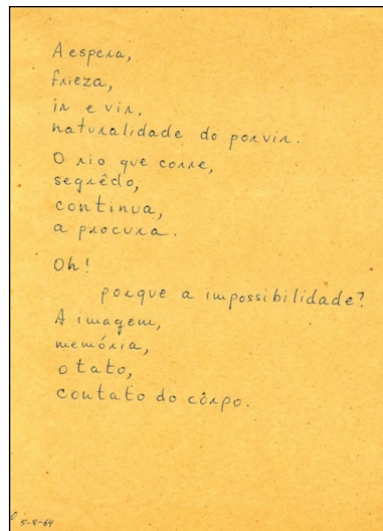 A espera,
frieza,
ir e vir,
naturalidade do porvir.
O rio que corre,
segrêdo,
continua,
a procura.
Oh!
porque a impossibilidade?
A imagem,
memória,
o tato,
contato do côrpo.
5-8-64